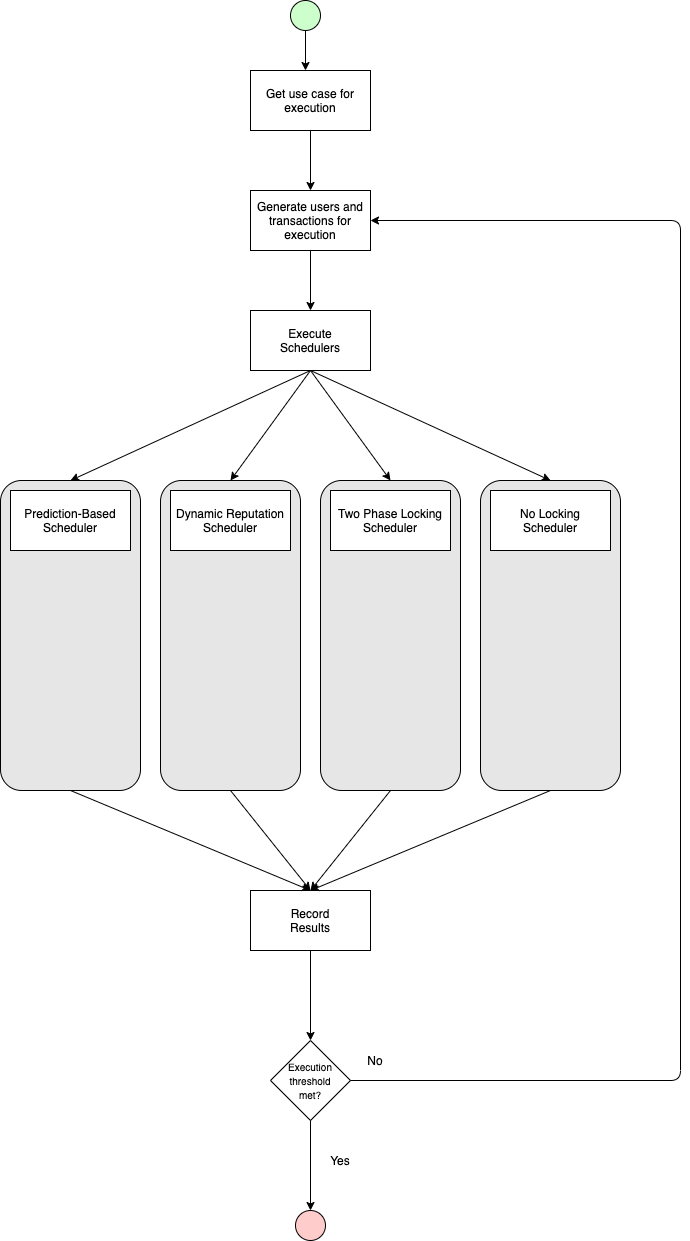 Get use case for
execution
Generate users and
transactions for
execution
Execute
Schedulers
Prediction-Based
Scheduler
Dynamic Reputation
Scheduler
Two Phase Locking
Scheduler
No Locking
Scheduler
Record
Results
Execution
threshold
met?
No
Yes